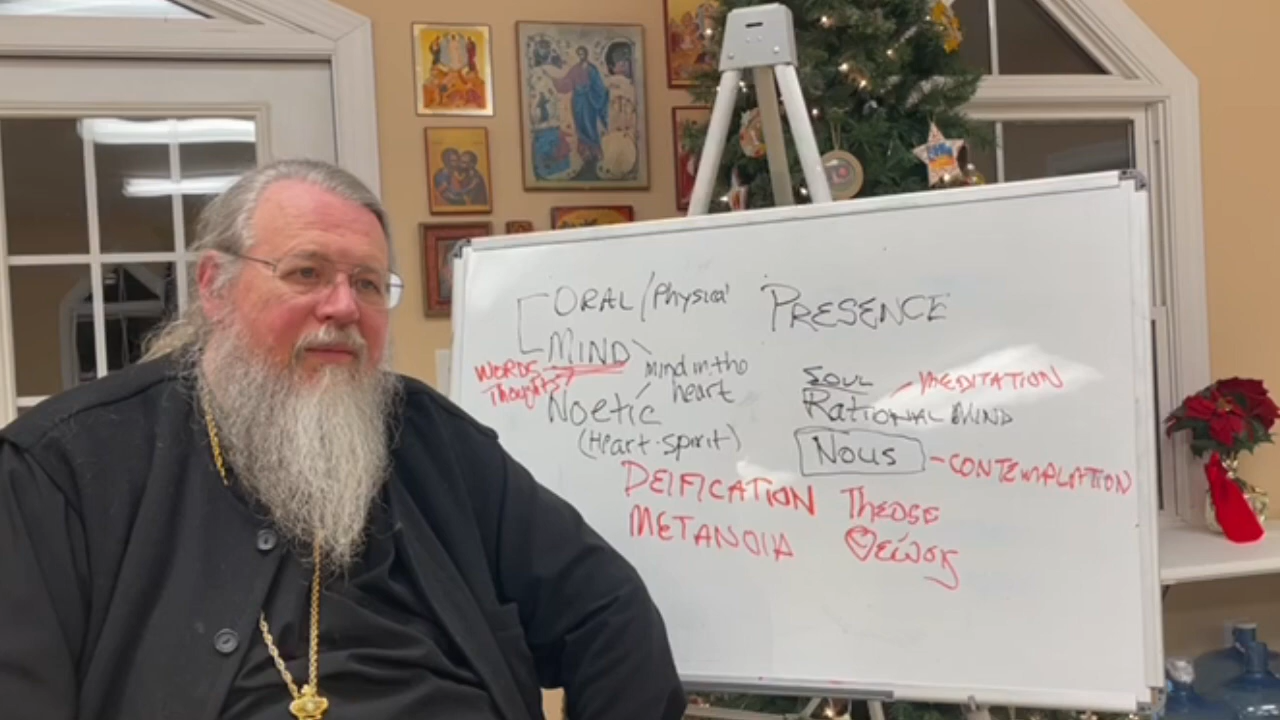 ORAL/Physical PRESENCE
MIND
WORDS
Thoughts
mind in the
heart
Noetic
(Heart-spirit)
SOUL
MEDITATION
RATIONAL MIND
NOUS - CONTEMPLATION
DEIFICATION THEOSE
METANOIA Θείωσις